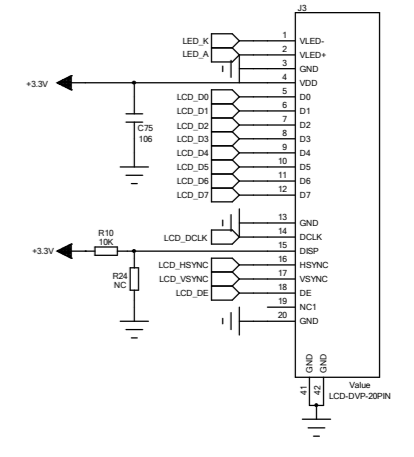 J3
LED_K 1 VLED-
LED_A 2 VLED+
3 GND
+3.3V 4 VDD
LCD_D0 5 D0
LCD_D1 6 D1
LCD_D2 7 D2
LCD_D3 8 D3
LCD_D4 9 D4
LCD_D5 10 D5
LCD_D6 11 D6
LCD_D7 12 D7
C75
106
13 GND
LCD_DCLK 14 DCLK
R10
10K
+3.3V 15 DISP
LCD_HSYNC 16 HSYNC
LCD_VSYNC 17 VSYNC
LCD_DE 18 DE
R24
NC
19 NC1
20 GND
GND GND
41 42
Value
LCD-DVP-20PIN